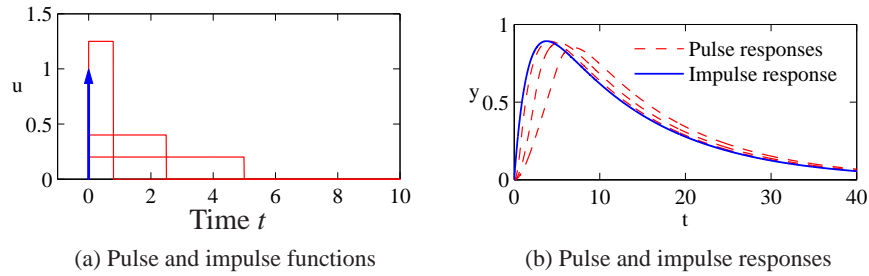 1.5
1
u
0.5
0
0 2 4 6 8 10
Time t
(a) Pulse and impulse functions
1
y
0.5
0
0 10 20 30 40
t
Pulse responses
Impulse response
(b) Pulse and impulse responses